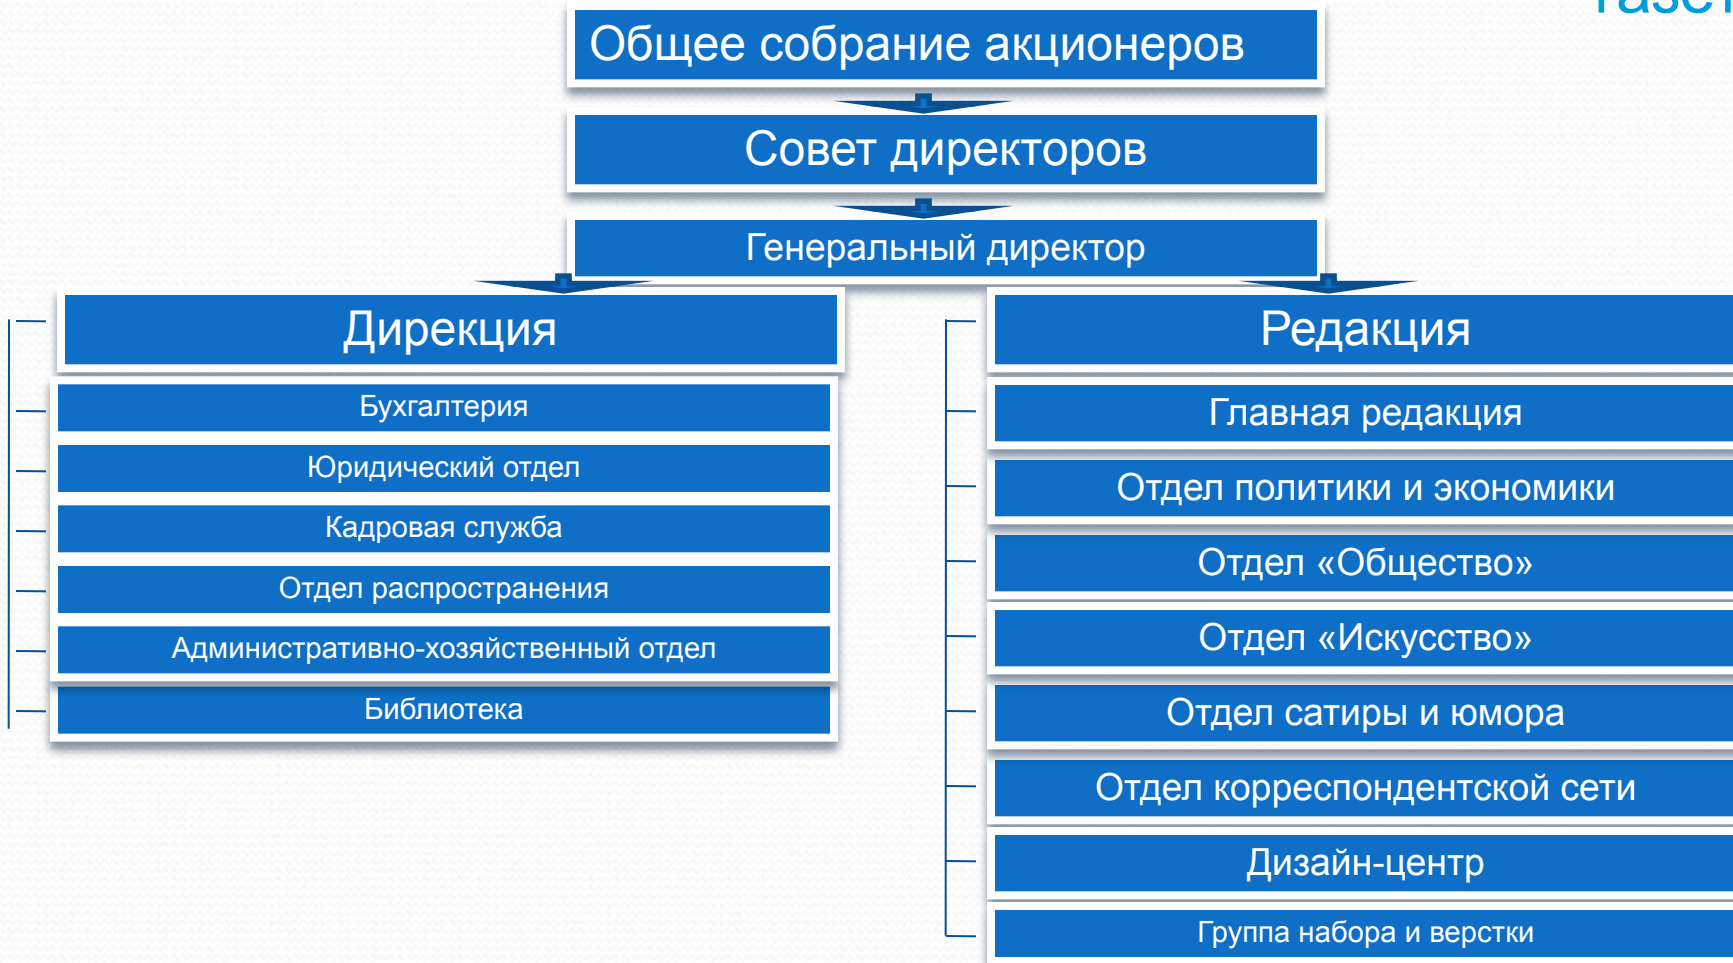 Общее собрание акционеров
Совет директоров
Генеральный директор
Дирекция
Бухгалтерия
Юридический отдел
Кадровая служба
Отдел распространения
Административно-хозяйственный отдел
Библиотека
Редакция
Главная редакция
Отдел политики и экономики
Отдел «Общество»
Отдел «Искусство»
Отдел сатиры и юмора
Отдел корреспондентской сети
Дизайн-центр
Группа набора и верстки